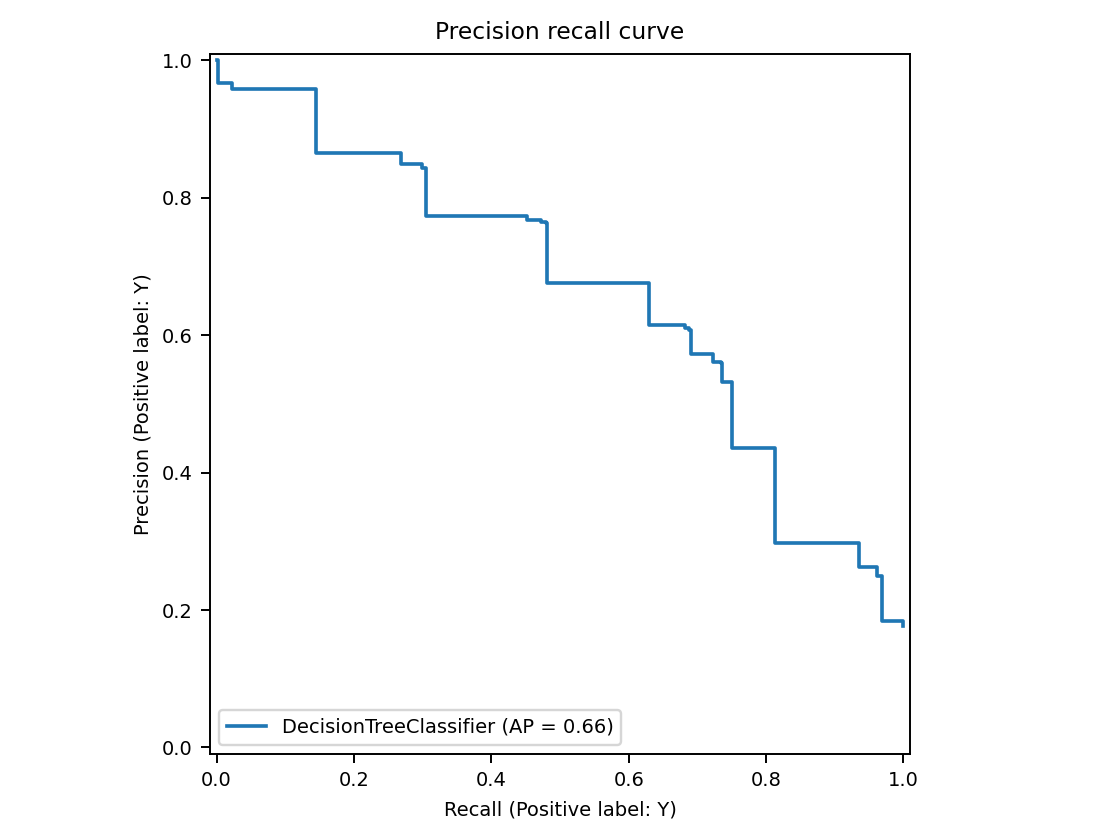 Precision recall curve
1.0
0.8
0.6
0.4
0.2
0.0
Precision (Positive label: Y)
DecisionTreeClassifier (AP = 0.66)
0.0 0.2 0.4 0.6 0.8 1.0
Recall (Positive label: Y)